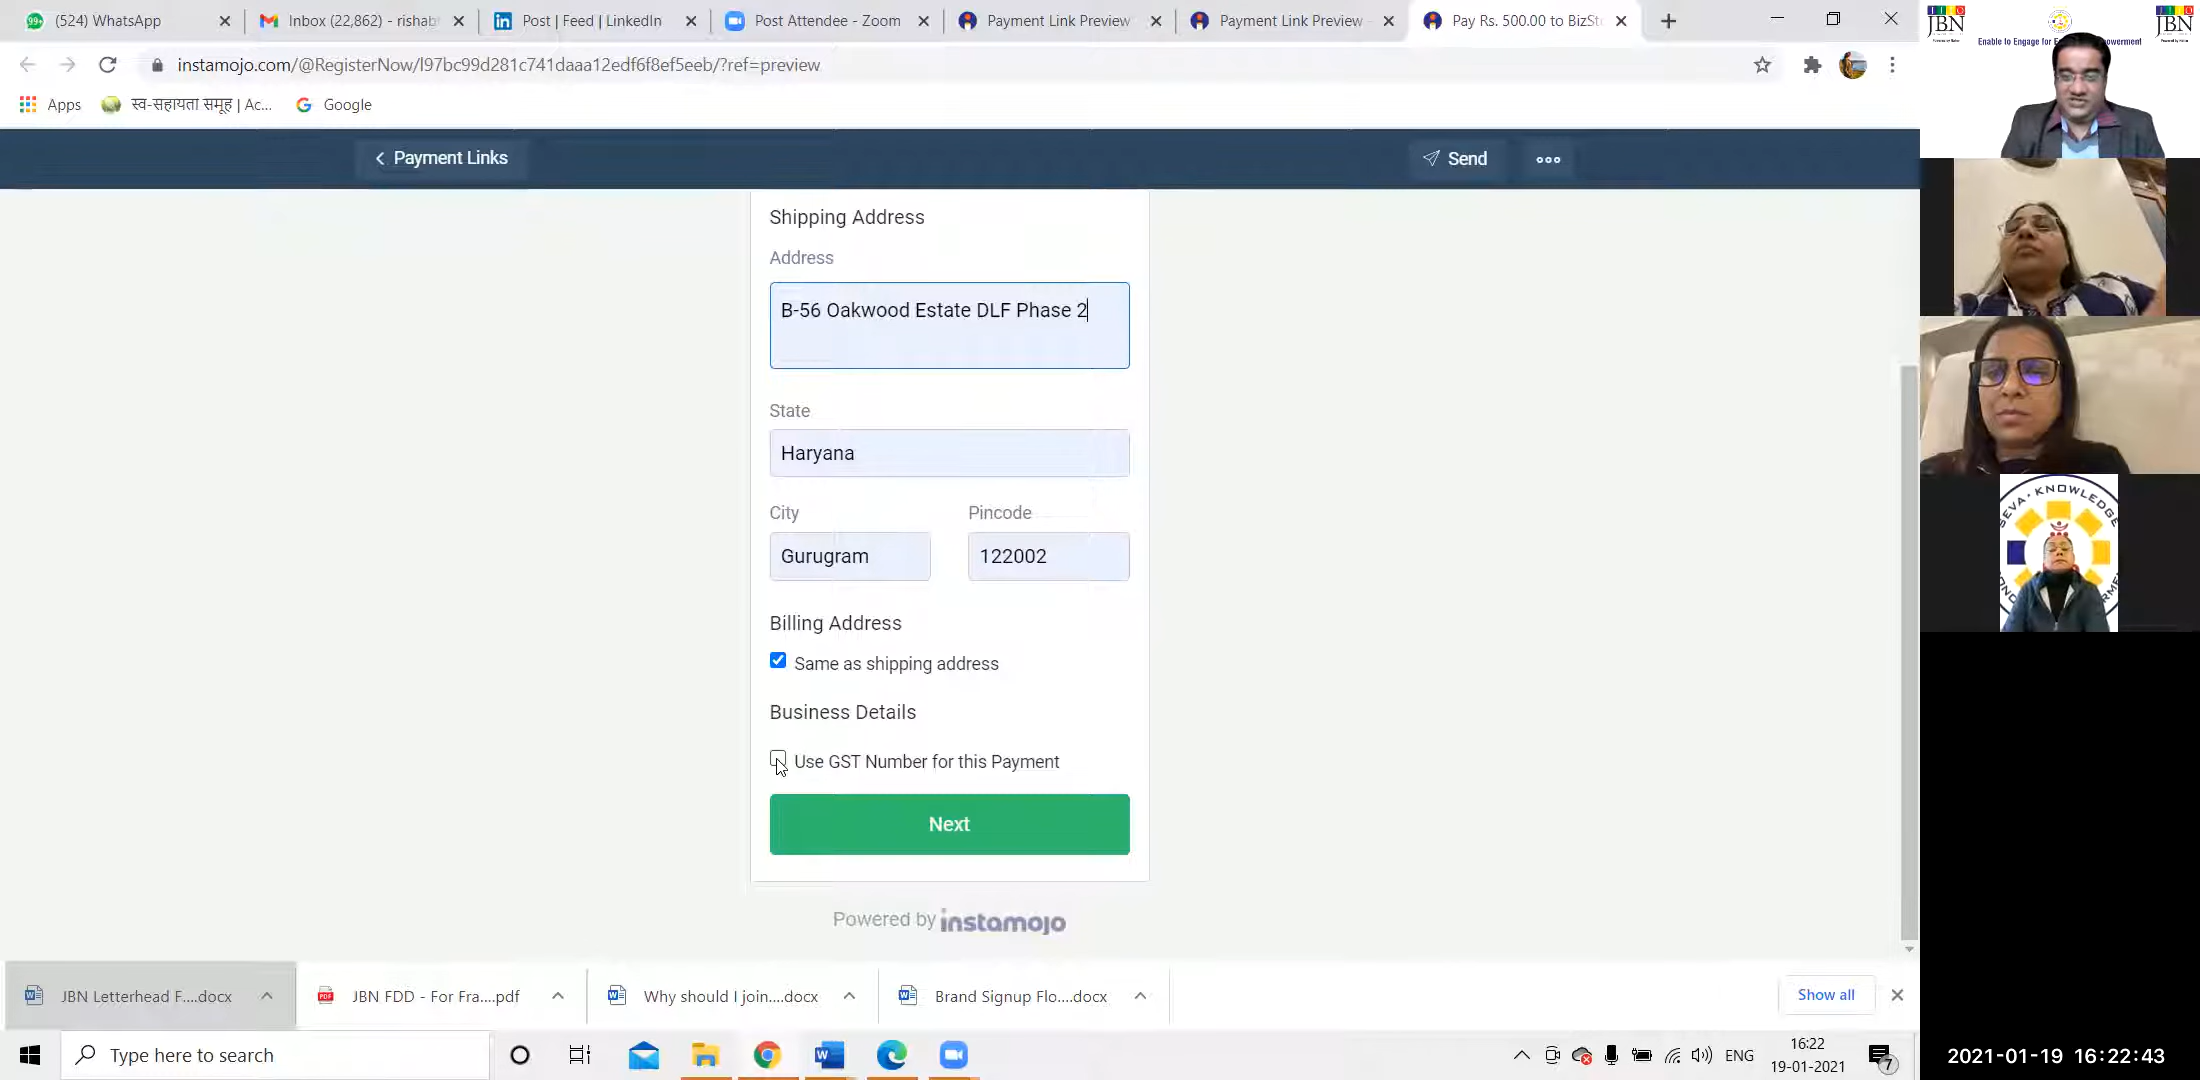 (524) WhatsApp
Inbox (22,862) - rishab
Post | Feed | LinkedIn
Post Attendee - Zoom
Payment Link Preview
Payment Link Preview
Pay Rs. 500.00 to BizSt
instamojo.com/@RegisterNow/l97bc99d281c741daaa12edf6f8ef5eeb/?ref=preview
Apps
स्व-सहायता समूह | Ac...
Google
Payment Links
Send
Shipping Address
Address
B-56 Oakwood Estate DLF Phase 2
State
Haryana
City
Pincode
Gurugram
122002
Billing Address
Same as shipping address
Business Details
Use GST Number for this Payment
Next
Powered by instamojo
JBN Letterhead F....docx
JBN FDD - For Fra....pdf
Why should I join....docx
Brand Signup Flo....docx
Show all
Type here to search
ENG
16:22
19-01-2021
7
JBN
JBN
Enable to Engage for
SEVA • KNOWLEDGE
2021-01-19 16:22:43